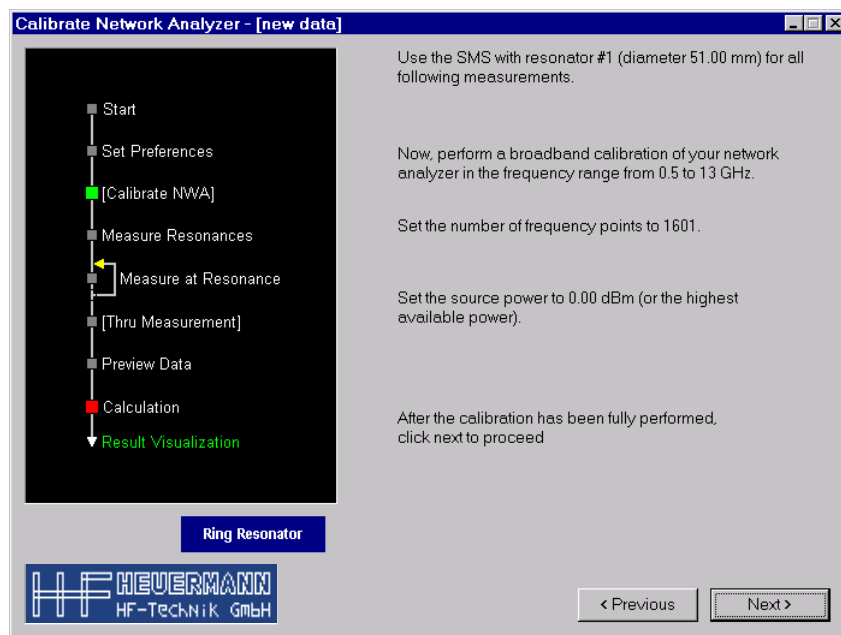 Calibrate Network Analyzer - [new data]
Start
Set Preferences
[Calibrate NWA]
Measure Resonances
Measure at Resonance
[Thru Measurement]
Preview Data
Calculation
Result Visualization
Ring Resonator
HF HEUERMANN
HF-Technik GmbH
Use the SMS with resonator #1 (diameter 51.00 mm) for all
following measurements.
Now, perform a broadband calibration of your network
analyzer in the frequency range from 0.5 to 13 GHz.
Set the number of frequency points to 1601.
Set the source power to 0.00 dBm (or the highest
available power).
After the calibration has been fully performed,
click next to proceed
< Previous
Next >